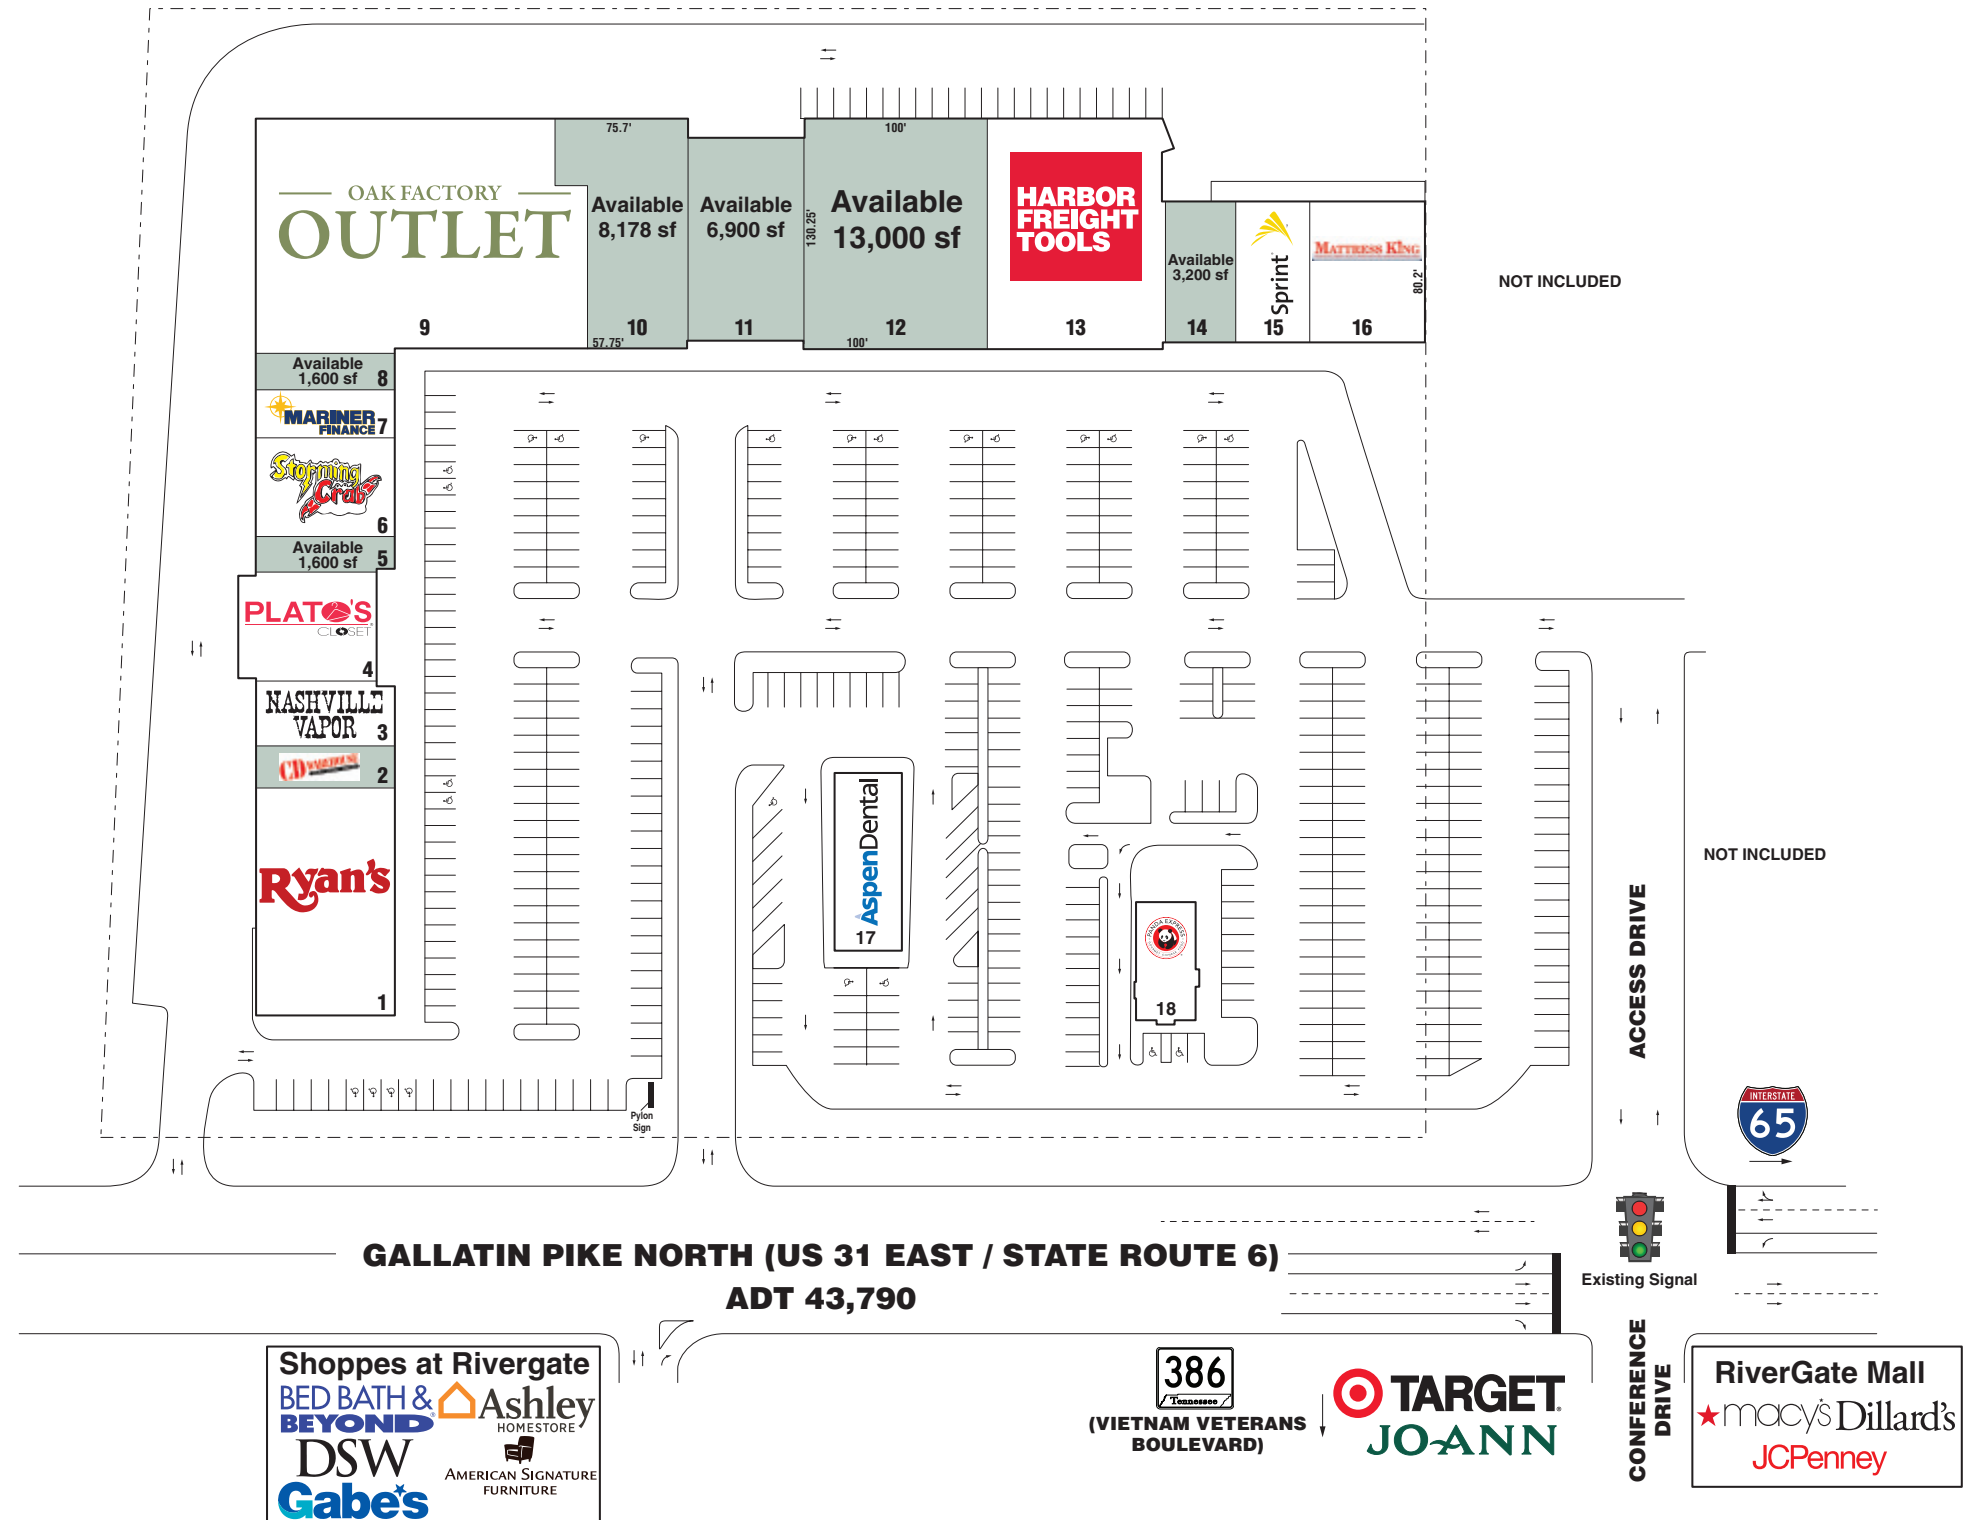 75.7'
100'
OAK FACTORY
OUTLET
9
Available
8,178 sf
10
57.75'
Available
6,900 sf
11
130.25'
Available
13,000 sf
12
100'
HARBOR
FREIGHT
TOOLS
13
Available
3,200 sf
14
Sprint
15
MATTRESS KING
80.2'
16
NOT INCLUDED
Available
1,600 sf 8
MARINER
FINANCE 7
Storming
Crab
6
Available
1,600 sf 5
PLATO'S
CLOSET
4
NASHVILLE
VAPOR 3
CD WAREHOUSE
2
Ryan's
1
AspenDental
17
PANDA EXPRESS
18
NOT INCLUDED
ACCESS DRIVE
Pylon
Sign
INTERSTATE
65
GALLATIN PIKE NORTH (US 31 EAST / STATE ROUTE 6)
ADT 43,790
Existing Signal
CONFERENCE
DRIVE
Shoppes at Rivergate
BED BATH &
BEYOND
Ashley
HOMESTORE
DSW
AMERICAN SIGNATURE
FURNITURE
Gabe's
386
Tennessee
(VIETNAM VETERANS
BOULEVARD)
TARGET
JO-ANN
RiverGate Mall
macy's Dillard's
JCPenney